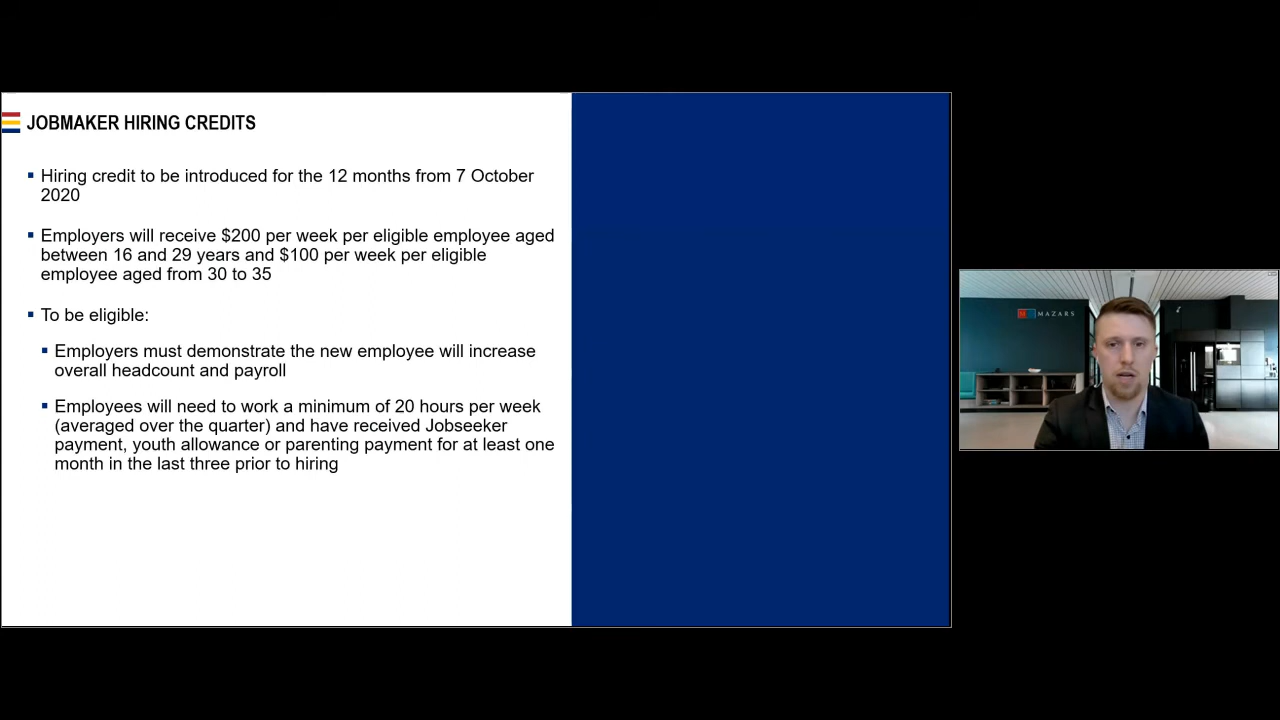 JOBMAKER HIRING CREDITS
Hiring credit to be introduced for the 12 months from 7 October
2020
Employers will receive $200 per week per eligible employee aged
between 16 and 29 years and $100 per week per eligible
employee aged from 30 to 35
To be eligible:
Employers must demonstrate the new employee will increase
overall headcount and payroll
Employees will need to work a minimum of 20 hours per week
(averaged over the quarter) and have received Jobseeker
payment, youth allowance or parenting payment for at least one
month in the last three prior to hiring
MAZARS